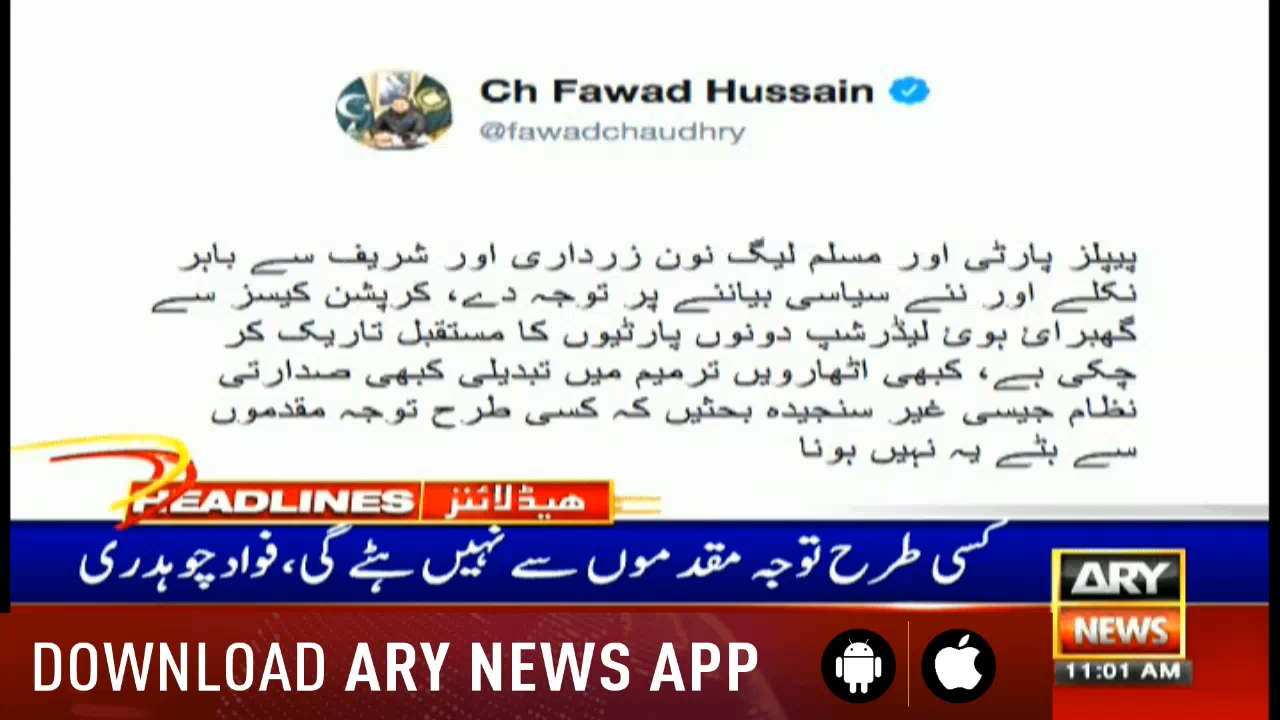 Ch Fawad Hussain
@fawadchaudhry
پیپلز پارٹی اور مسلم لیگ نون زرداری اور شریف سے باہر
نکلے اور نئے سیاسی بیاننے پر توجہ دے، کرپشن کیسز سے
گھبرائ ہوئ لیڈرشپ دونوں پارٹیوں کا مستقبل تاریک کر
چکی ہے، کبھی اٹھارویں ترمیم میں تبدیلی کبھی صدارتی
نظام جیسی غیر سنجیدہ بحثیں کہ کسی طرح توجہ مقدموں
سے ہٹے یہ نہیں ہونا
HEADLINES ھیڈلائنز
کسی طرح توجہ مقدموں سے نہیں ہٹے گی، فواد چوہدری
ARY
NEWS
11:01 AM
DOWNLOAD ARY NEWS APP